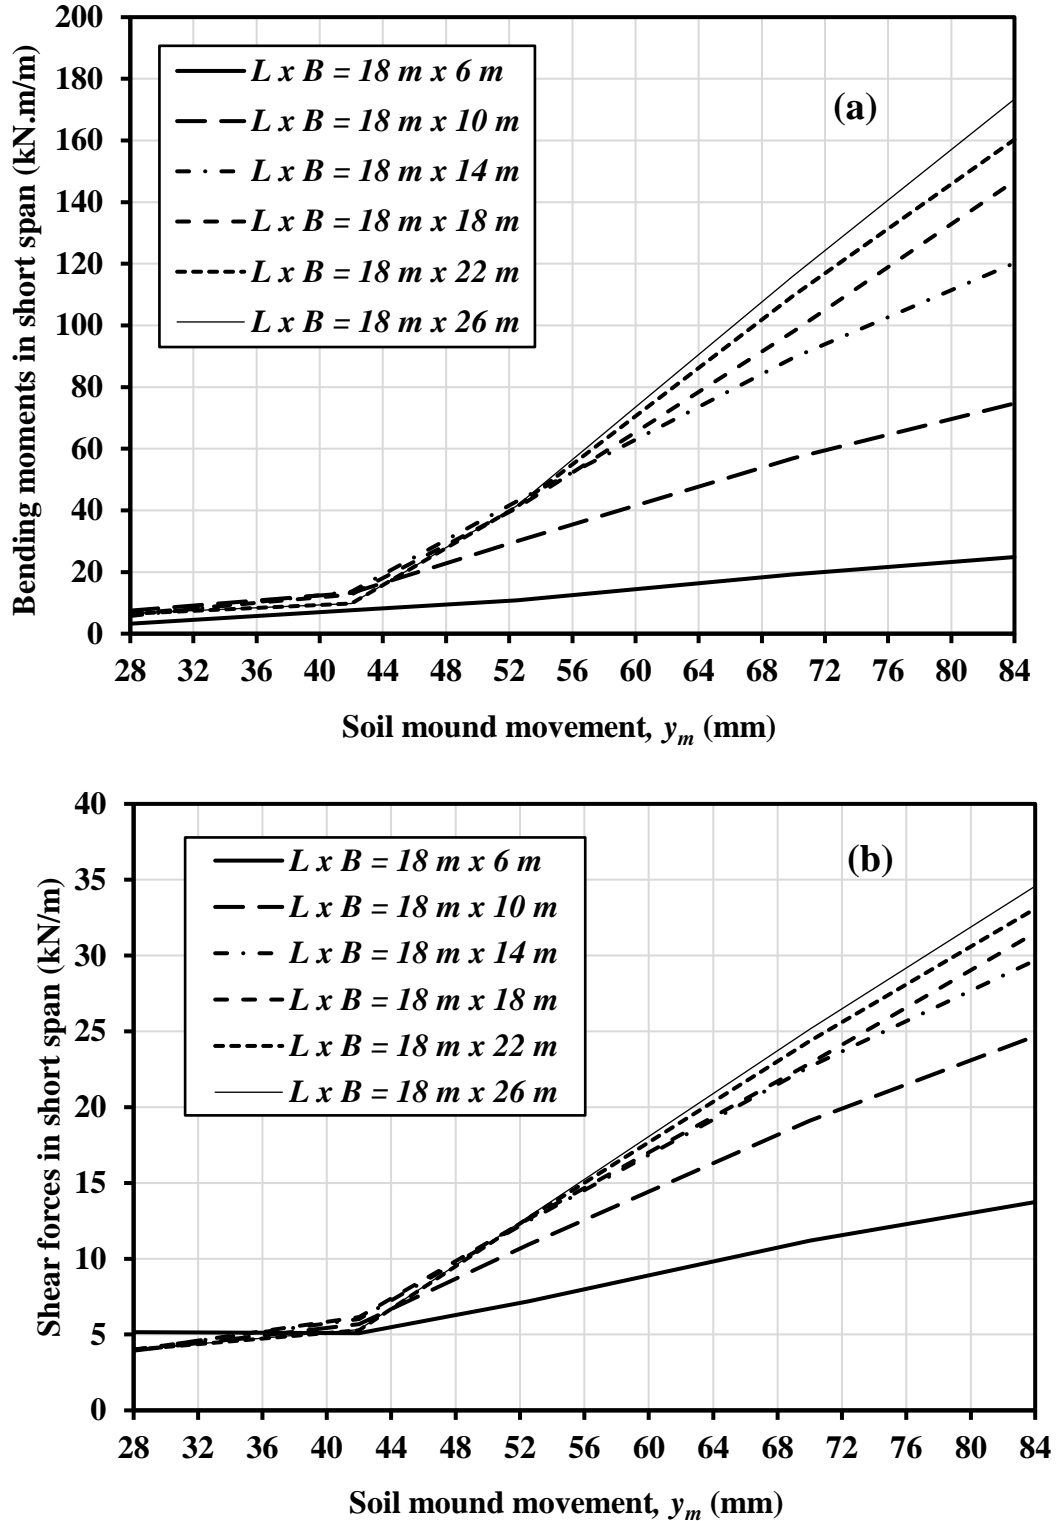 200
180
160
140
120
100
80
60
40
20
0
Bending moments in short span (kN.m/m)
L x B = 18 m x 6 m
L x B = 18 m x 10 m
L x B = 18 m x 14 m
L x B = 18 m x 18 m
L x B = 18 m x 22 m
L x B = 18 m x 26 m
(a)
28 32 36 40 44 48 52 56 60 64 68 72 76 80 84
Soil mound movement, yₘ (mm)
40
35
30
25
20
15
10
5
0
Shear forces in short span (kN/m)
L x B = 18 m x 6 m
L x B = 18 m x 10 m
L x B = 18 m x 14 m
L x B = 18 m x 18 m
L x B = 18 m x 22 m
L x B = 18 m x 26 m
(b)
28 32 36 40 44 48 52 56 60 64 68 72 76 80 84
Soil mound movement, yₘ (mm)